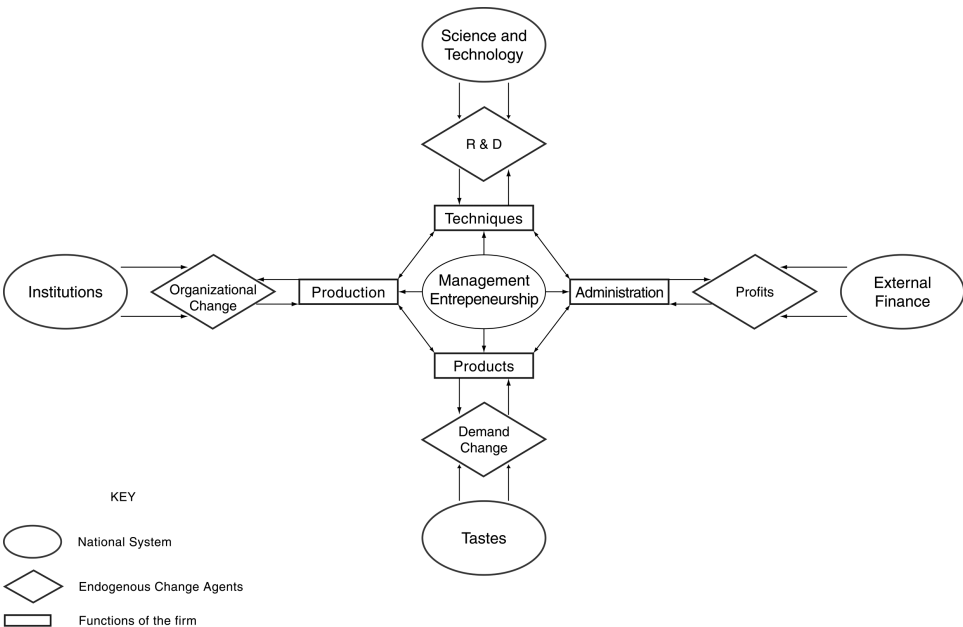 Science and
Technology
R & D
Techniques
Institutions
Organizational
Change
Production
Management
Entrepeneurship
Administration
Profits
External
Finance
Products
Demand
Change
Tastes
KEY
National System
Endogenous Change Agents
Functions of the firm